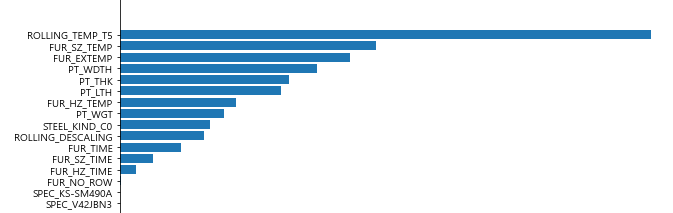 ROLLING_TEMP_T5
FUR_SZ_TEMP
FUR_EXTEMP
PT_WDTH
PT_THK
PT_LTH
FUR_HZ_TEMP
PT_WGT
STEEL_KIND_C0
ROLLING_DESCALING
FUR_TIME
FUR_SZ_TIME
FUR_HZ_TIME
FUR_NO_ROW
SPEC_KS-SM490A
SPEC_V42JBN3